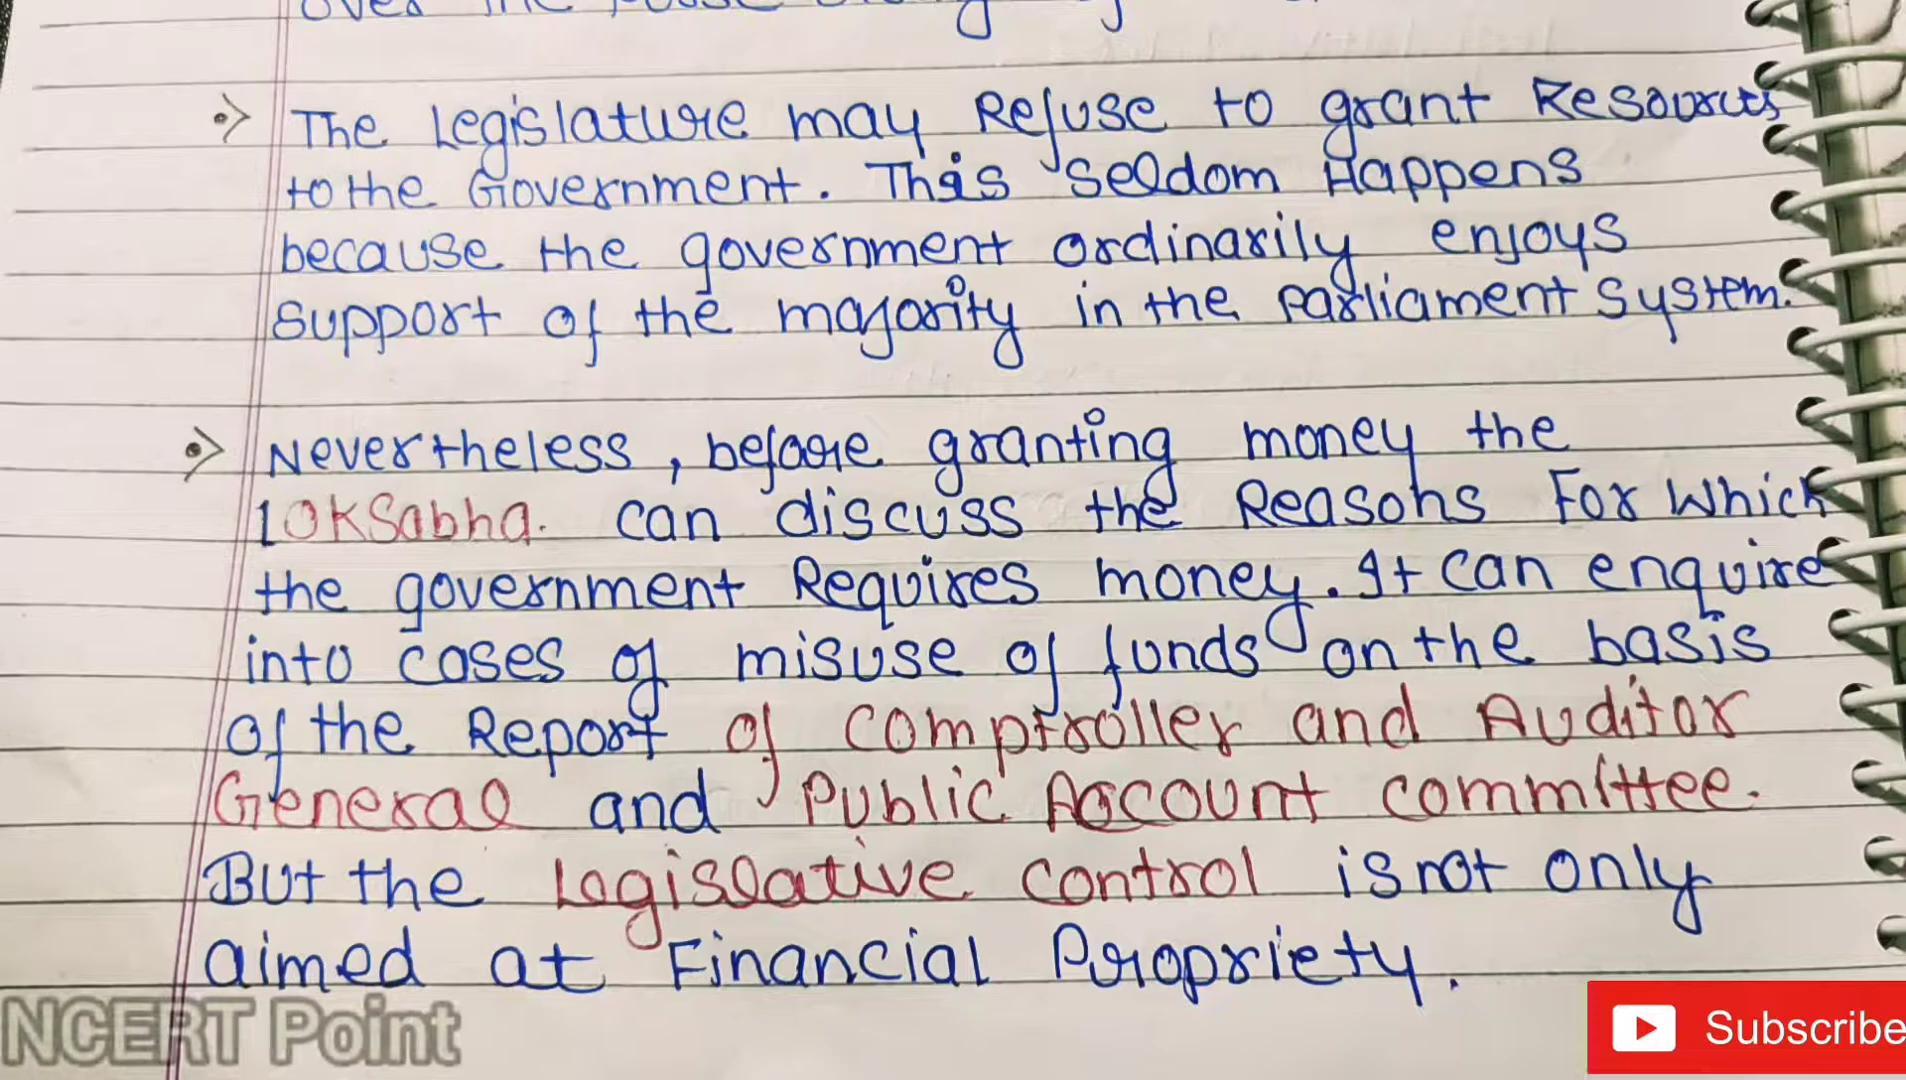 over the
•> The Legislature may Refuse to grant Resources
to the Government. This seldom Happens
because the government ordinarily enjoys
support of the majority in the parliament system.
•> Nevertheless, before granting money the
lokSabha. can discuss the Reasons For Which
the government Requires money. It can enquire
into cases of misuse of funds on the basis
of the Report of comptroller and Auditor
General and Public Account committee.
But the Legislative control is not only
aimed at Financial Propriety.
NCERT Point
Subscribe